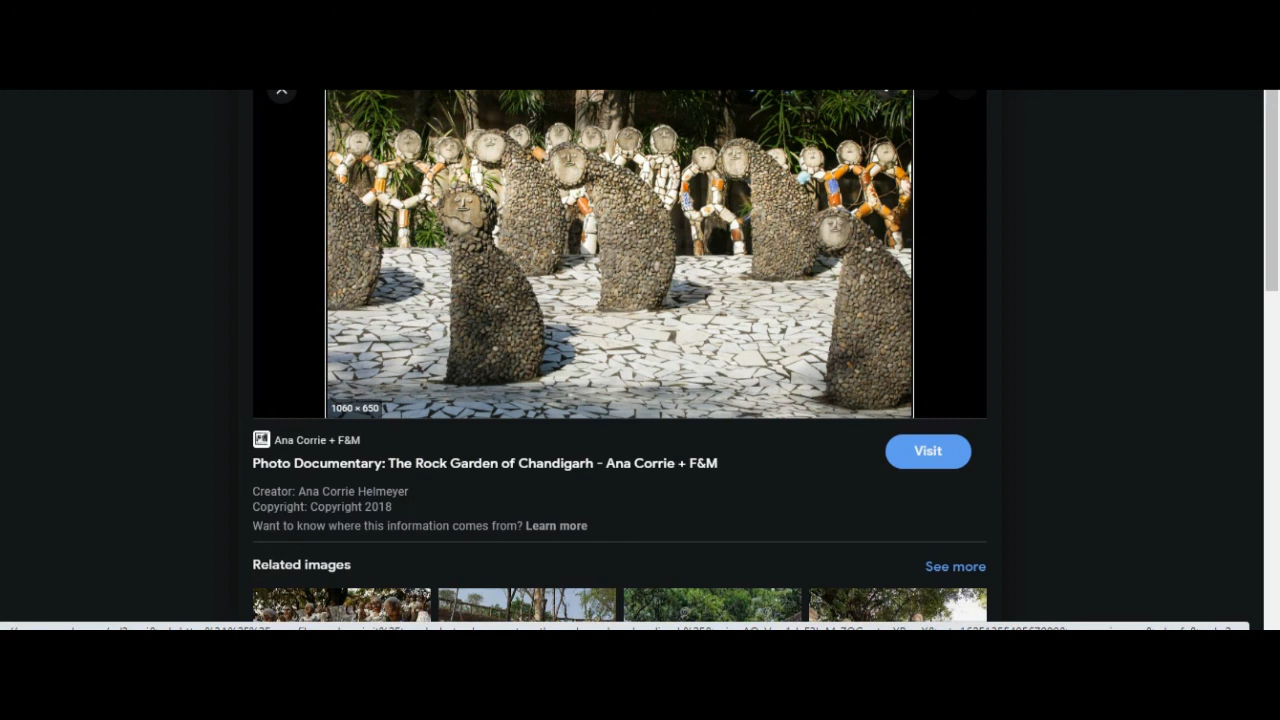 1060 × 650
Ana Corrie + F&M
Photo Documentary: The Rock Garden of Chandigarh - Ana Corrie + F&M
Visit
Creator: Ana Corrie Helmeyer
Copyright: Copyright 2018
Want to know where this information comes from? Learn more
Related images
See more